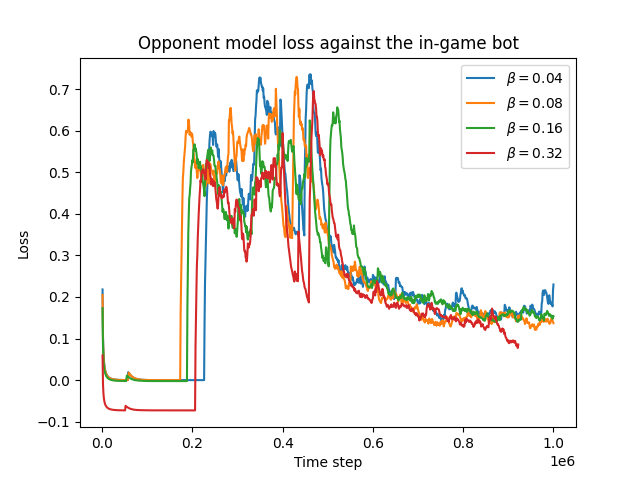 Opponent model loss against the in-game bot
β = 0.04
β = 0.08
β = 0.16
β = 0.32
Loss
0.7
0.6
0.5
0.4
0.3
0.2
0.1
0.0
−0.1
0.0 0.2 0.4 0.6 0.8 1.0
1e6
Time step